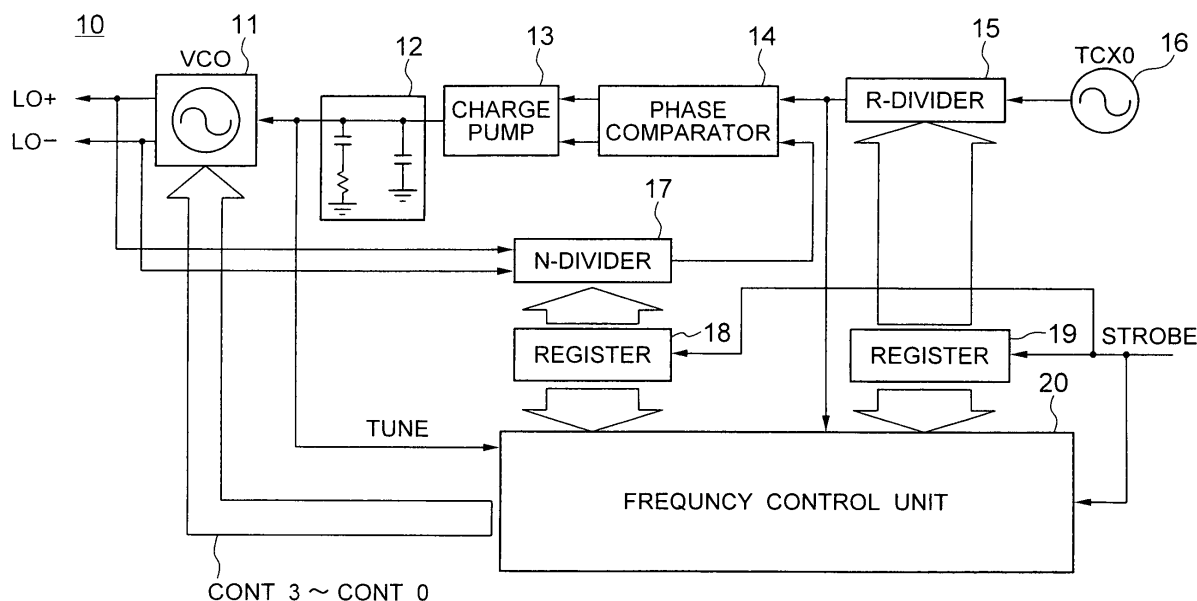 10
11
VCO
12
13
14
15
TCX0
16
LO+
LO−
CHARGE
PUMP
PHASE
COMPARATOR
R-DIVIDER
17
N-DIVIDER
18
REGISTER
19
REGISTER
STROBE
20
TUNE
FREQUNCY CONTROL UNIT
CONT 3 ~ CONT 0